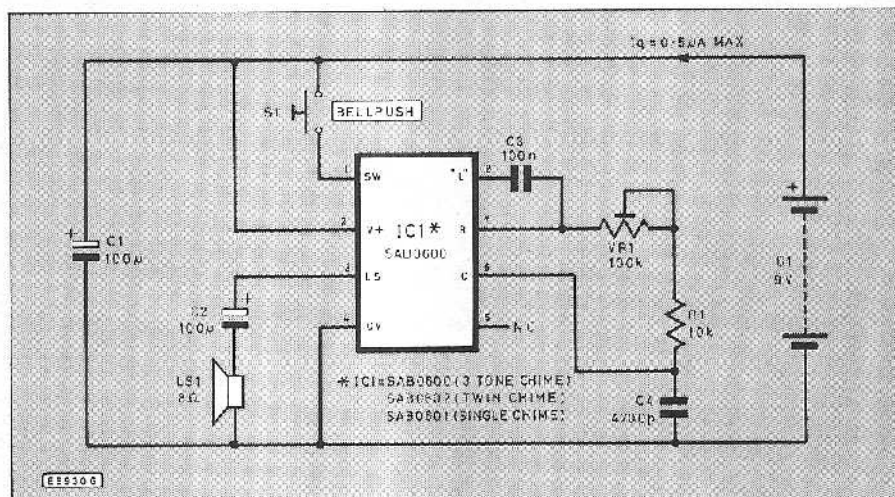 Iq = 0·5µA MAX
S1
BELLPUSH
C3
100n
1
SW
"L"
8
2
V+
IC1*
SAB0600
R
7
VR1
100k
+
C1
100µ
3
LS
C
6
+
C2
100µ
4
0V
5
NC
R1
10k
+
B1
9V
LS1
8Ω
* IC1=SAB0600 (3 TONE CHIME)
SAB0602 (TWIN CHIME)
SAB0601 (SINGLE CHIME)
C4
4700p
EE930G